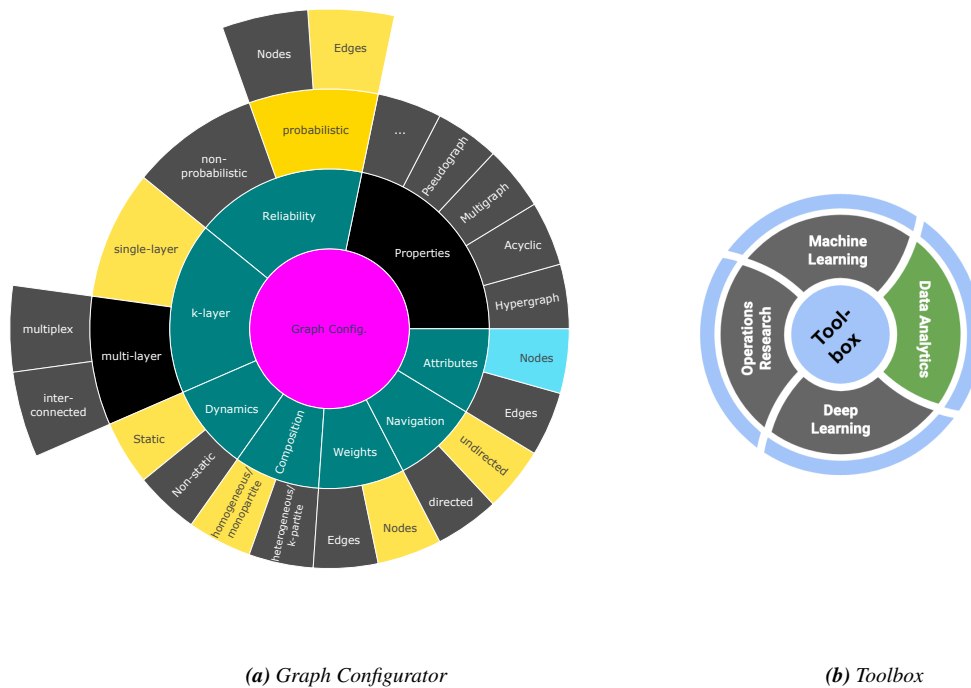 Nodes
Edges
probabilistic
non-
probabilistic
...
Pseudograph
Multigraph
Acyclic
Hypergraph
Reliability
Properties
single-layer
k-layer
Graph Config.
multiplex
multi-layer
inter-
connected
Attributes
Nodes
Edges
Dynamics
Navigation
Static
Composition
Weights
undirected
Non-static
homogeneous/
monopartite
heterogeneous/
k-partite
Edges
Nodes
directed
(a) Graph Configurator
Machine
Learning
Operations
Research
Tool-
box
Data Analytics
Deep
Learning
(b) Toolbox